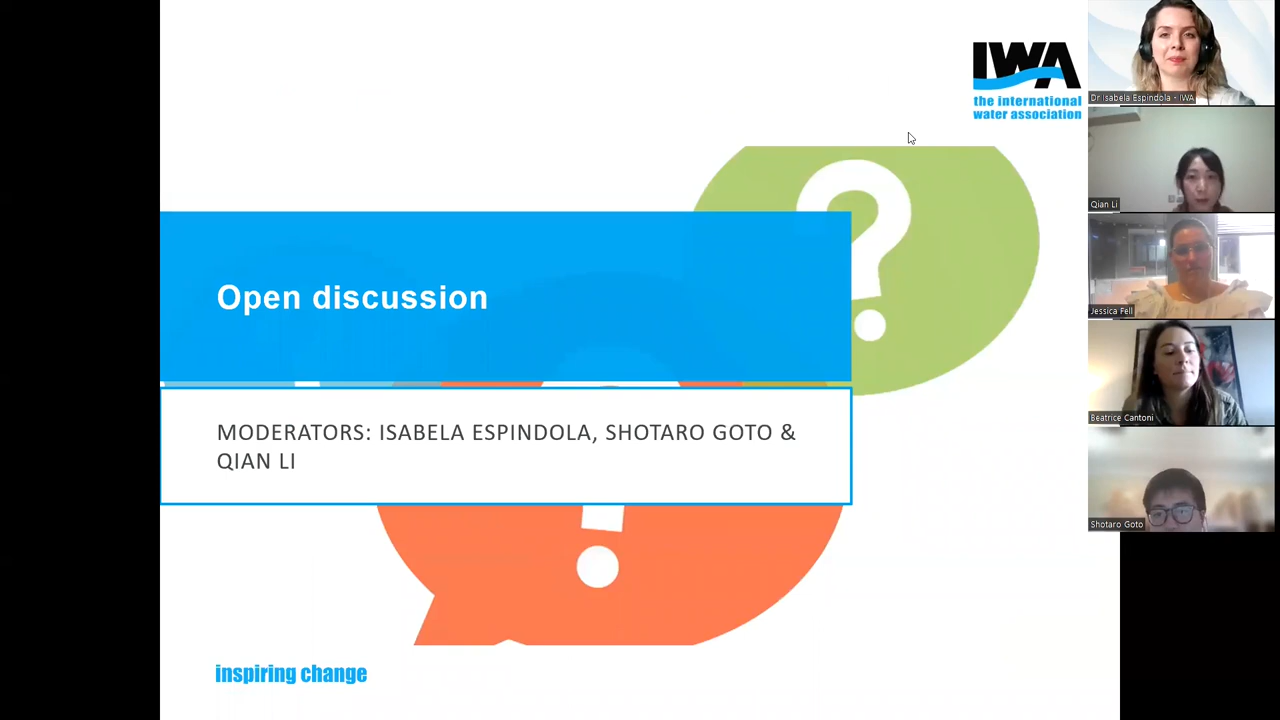 IWA
the international
water association
Open discussion
MODERATORS: ISABELA ESPINDOLA, SHOTARO GOTO &
QIAN LI
inspiring change
Dr Isabela Espindola - IWA
Qian Li
Jessica Fell
Beatrice Cantoni
Shotaro Goto